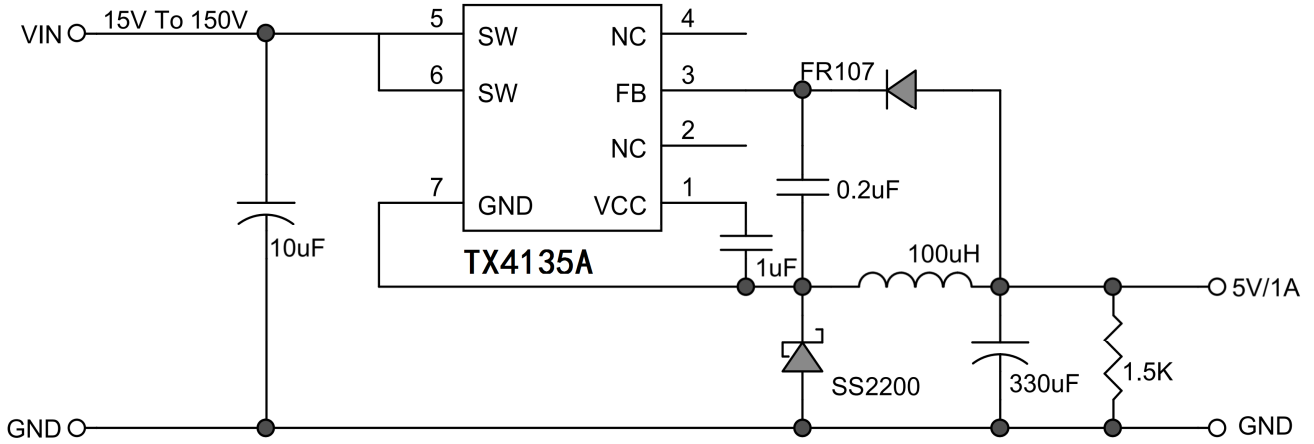 VIN
15V To 150V
5
SW
NC
4
6
SW
FB
3
FR107
NC
2
7
GND
VCC
1
0.2uF
10uF
TX4135A
1uF
100uH
5V/1A
SS2200
330uF
1.5K
GND
GND